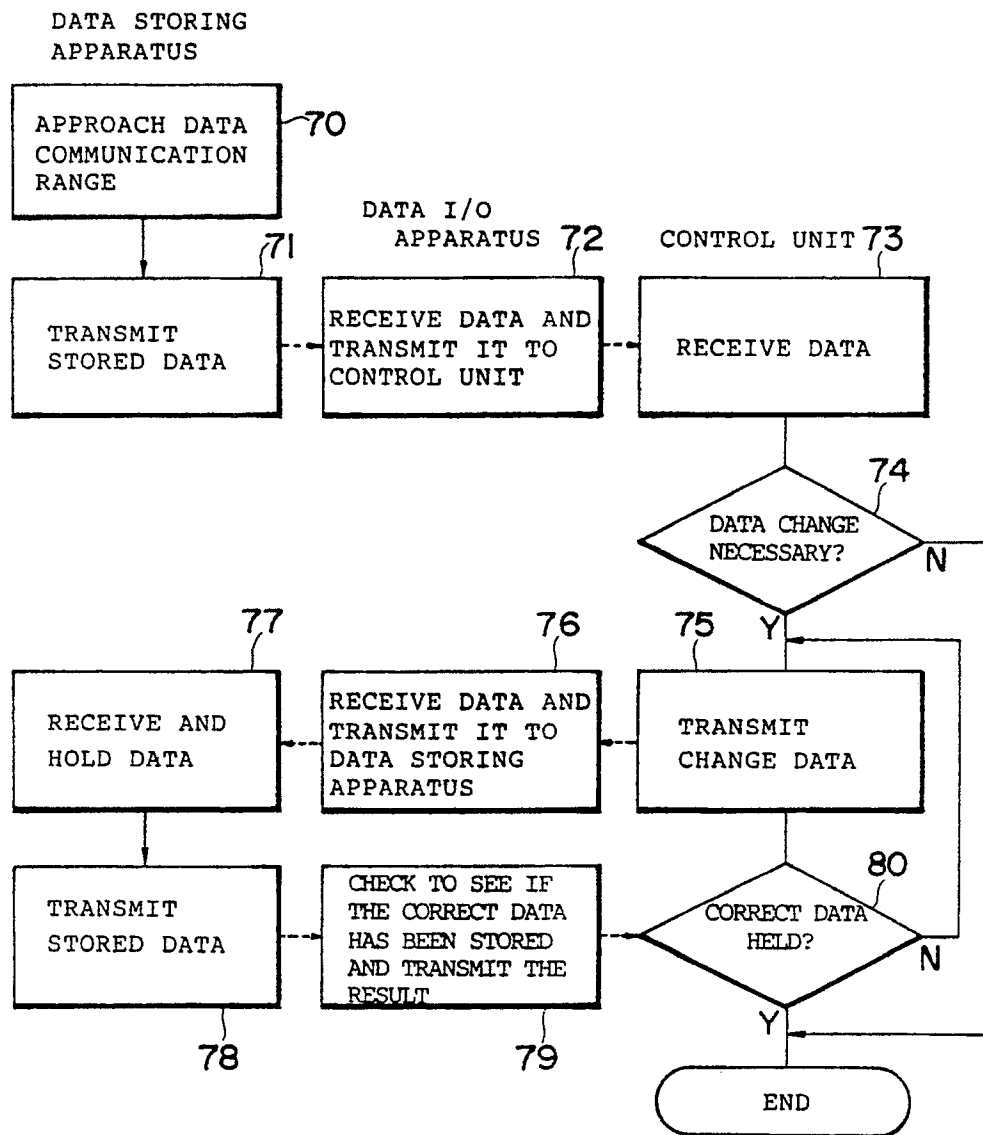 DATA STORING
APPARATUS
APPROACH DATA
COMMUNICATION
RANGE
70
DATA I/O
APPARATUS
71
72
CONTROL UNIT
73
TRANSMIT
STORED DATA
RECEIVE DATA AND
TRANSMIT IT TO
CONTROL UNIT
RECEIVE DATA
74
DATA CHANGE
NECESSARY?
N
Y
77
76
75
RECEIVE AND
HOLD DATA
RECEIVE DATA AND
TRANSMIT IT TO
DATA STORING
APPARATUS
TRANSMIT
CHANGE DATA
TRANSMIT
STORED DATA
CHECK TO SEE IF
THE CORRECT DATA
HAS BEEN STORED
AND TRANSMIT THE
RESULT
80
CORRECT DATA
HELD?
N
Y
78
79
END